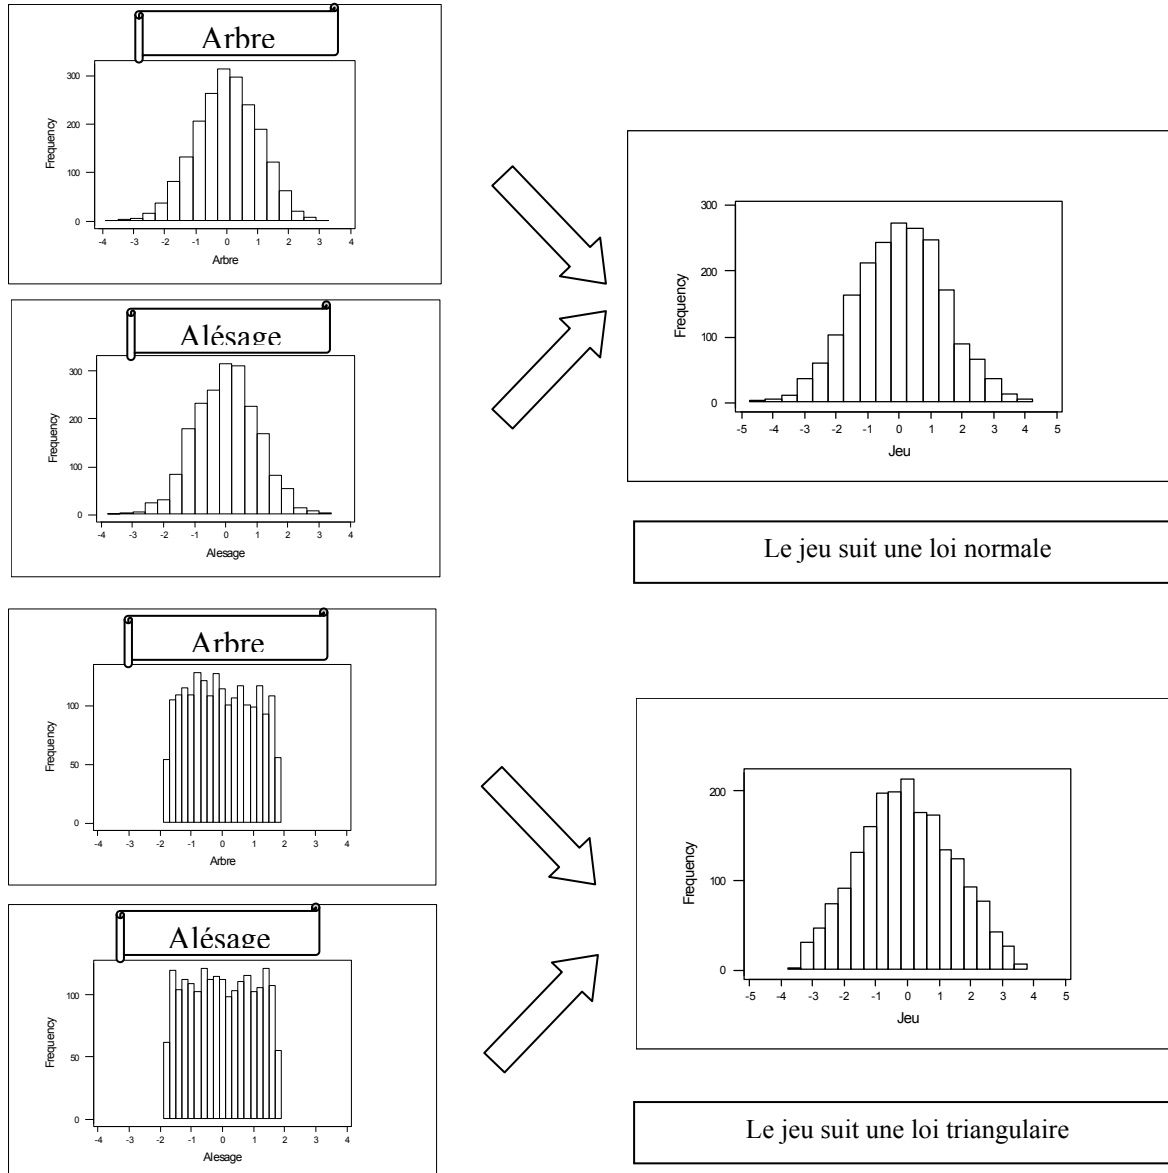 Arbre
Frequency
300
200
100
0
-4 -3 -2 -1 0 1 2 3 4
Arbre
Alésage
Frequency
300
200
100
0
-4 -3 -2 -1 0 1 2 3 4
Alesage
Frequency
300
200
100
0
-5 -4 -3 -2 -1 0 1 2 3 4 5
Jeu
Le jeu suit une loi normale
Arbre
Frequency
100
50
0
-4 -3 -2 -1 0 1 2 3 4
Arbre
Alésage
Frequency
100
50
0
-4 -3 -2 -1 0 1 2 3 4
Alesage
Frequency
200
100
0
-5 -4 -3 -2 -1 0 1 2 3 4 5
Jeu
Le jeu suit une loi triangulaire